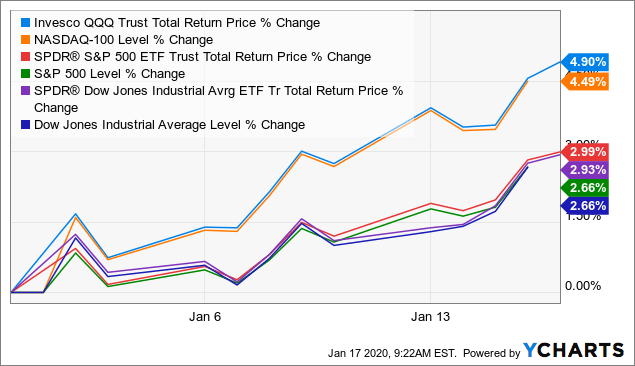 Invesco QQQ Trust Total Return Price % Change
NASDAQ-100 Level % Change
SPDR® S&P 500 ETF Trust Total Return Price % Change
S&P 500 Level % Change
SPDR® Dow Jones Industrial Avrg ETF Tr Total Return Price %
Change
Dow Jones Industrial Average Level % Change
4.90%
4.49%
2.99%
2.93%
2.66%
2.66%
0.00%
Jan 6
Jan 13
Jan 17 2020, 9:22AM EST. Powered by YCHARTS